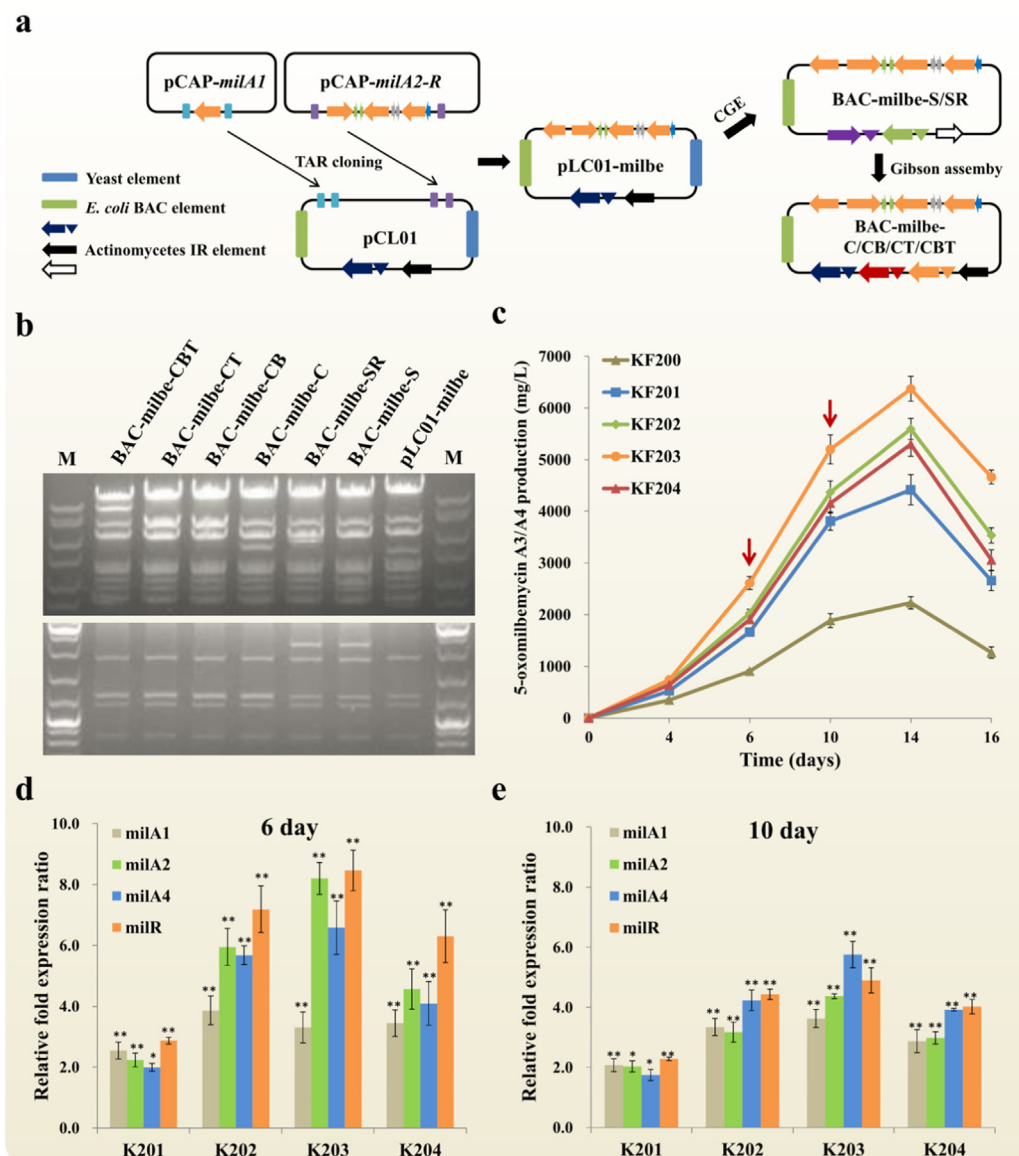 a
pCAP-milA1
pCAP-milA2-R
TAR cloning
pCL01
Yeast element
E. coli BAC element
Actinomycetes IR element
pLC01-milbe
CGE
BAC-milbe-S/SR
Gibson assemby
BAC-milbe-
C/CB/CT/CBT
b
M
BAC-milbe-CBT
BAC-milbe-CT
BAC-milbe-CB
BAC-milbe-C
BAC-milbe-SR
BAC-milbe-S
pLC01-milbe
M
c
5-oxomilbemycin A3/A4 production (mg/L)
7000
6000
5000
4000
3000
2000
1000
0
KF200
KF201
KF202
KF203
KF204
0
4
6
10
14
16
Time (days)
d
6 day
Relative fold expression ratio
10.0
8.0
6.0
4.0
2.0
0.0
milA1
milA2
milA4
milR
** ** * **
** ** ** **
** ** ** **
** ** ** **
K201
K202
K203
K204
e
10 day
Relative fold expression ratio
10.0
8.0
6.0
4.0
2.0
0.0
milA1
milA2
milA4
milR
** * * **
** ** ** **
** ** ** **
** ** ** **
K201
K202
K203
K204